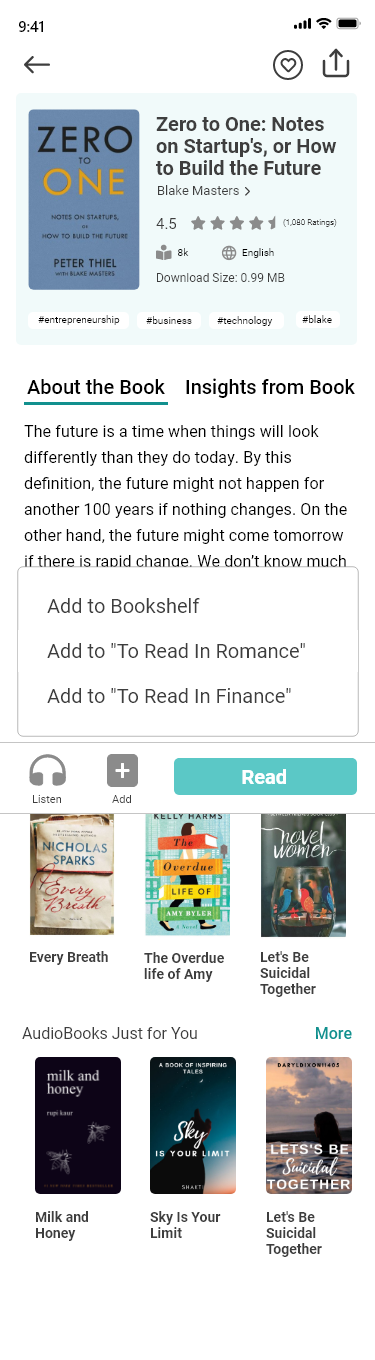 9:41
ZERO
TO
ONE
NOTES ON STARTUPS,
OR
HOW TO BUILD THE FUTURE
PETER THIEL
WITH BLAKE MASTERS
Zero to One: Notes
on Startup's, or How
to Build the Future
Blake Masters
4.5
(1,080 Ratings)
8k
English
Download Size: 0.99 MB
#entrepreneurship
#business
#technology
#blake
About the Book
Insights from Book
The future is a time when things will look
differently than they do today. By this
definition, the future might not happen for
another 100 years if nothing changes. On the
other hand, the future might come tomorrow
if there is rapid change. We don't know much
Add to Bookshelf
Add to "To Read In Romance"
Add to "To Read In Finance"
Listen
Add
Read
NICHOLAS
SPARKS
Every
Breath
KELLY HARMS
The
Overdue
LIFE OF
AMY BYLER
a Novel
novel
women
Every Breath
The Overdue
life of Amy
Let's Be
Suicidal
Together
AudioBooks Just for You
More
milk and
honey
rupi kaur
A BOOK OF INSPIRING
TALES
Sky
IS YOUR LIMIT
SHAKTI
DARYLDIXON11405
LETS'S BE
Suicidal
TOGETHER
Milk and
Honey
Sky Is Your
Limit
Let's Be
Suicidal
Together